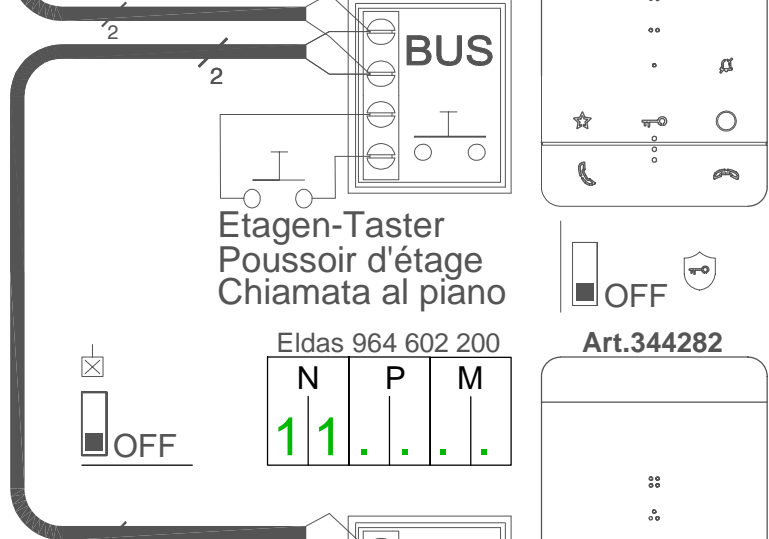 2
BUS
2
Etagen-Taster
Poussoir d'étage
Chiamata al piano
OFF
Eldas 964 602 200
Art.344282
N P M
1 1 . . . .
OFF